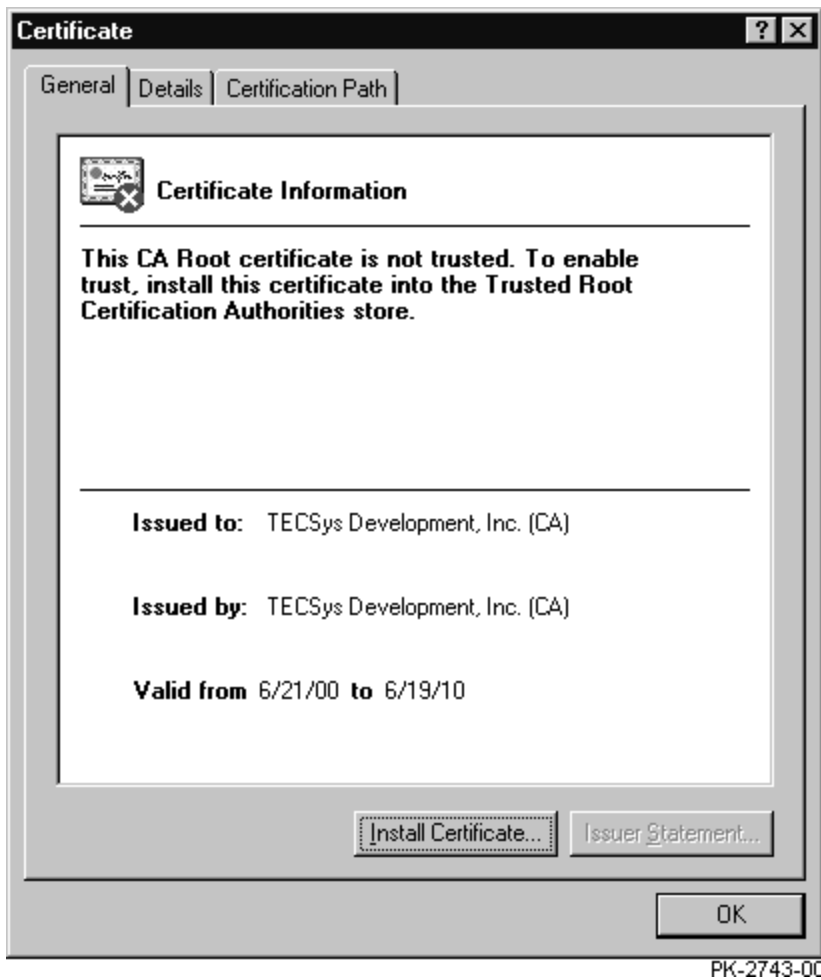 Certificate
General Details Certification Path
Certificate Information
This CA Root certificate is not trusted. To enable
trust, install this certificate into the Trusted Root
Certification Authorities store.
Issued to: TECSys Development, Inc. (CA)
Issued by: TECSys Development, Inc. (CA)
Valid from 6/21/00 to 6/19/10
Install Certificate... Issuer Statement...
OK
PK-2743-00